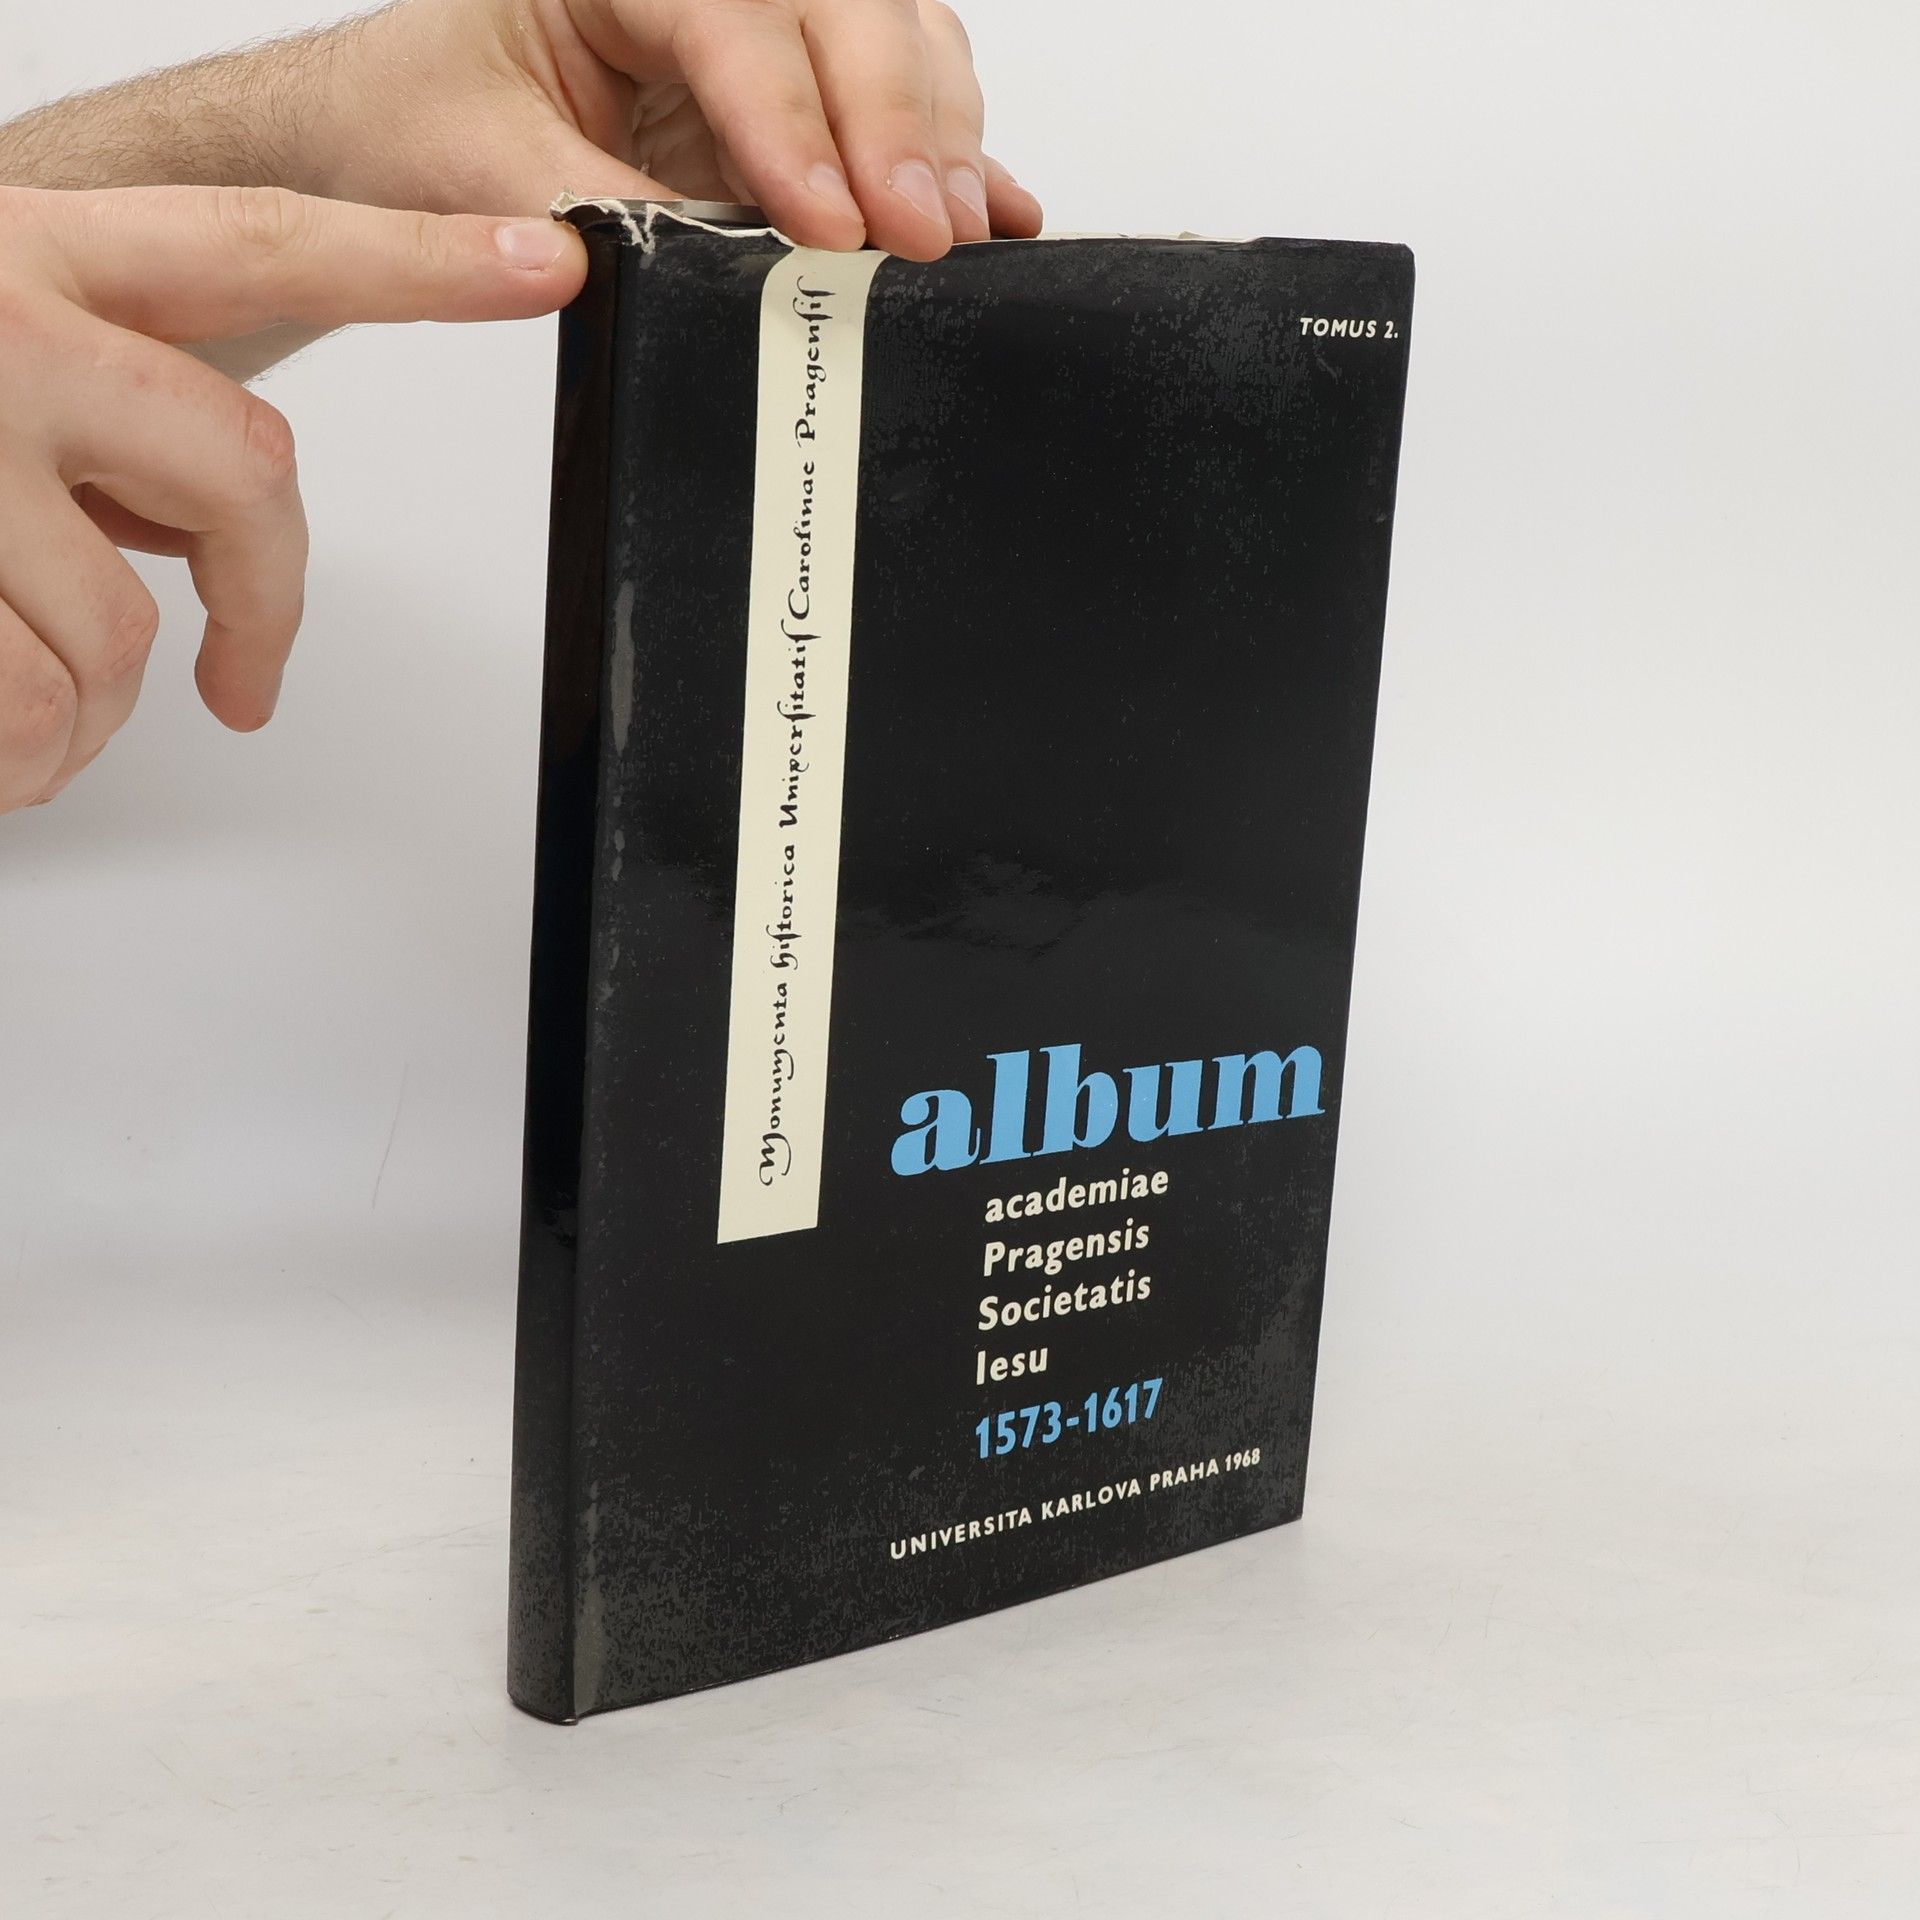 TOMUS 2.
Monumenta historica Universitatis Carolinae Pragensis
album
academiae
Pragensis
Societatis
Iesu
1573-1617
UNIVERSITA KARLOVA PRAHA 1968